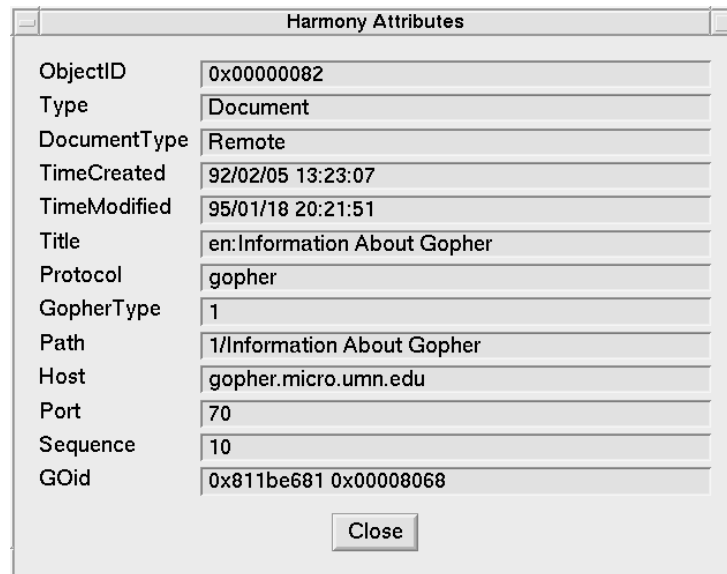 Harmony Attributes
ObjectID 0x00000082
Type Document
DocumentType Remote
TimeCreated 92/02/05 13:23:07
TimeModified 95/01/18 20:21:51
Title en:Information About Gopher
Protocol gopher
GopherType 1
Path 1/Information About Gopher
Host gopher.micro.umn.edu
Port 70
Sequence 10
GOid 0x811be681 0x00008068
Close